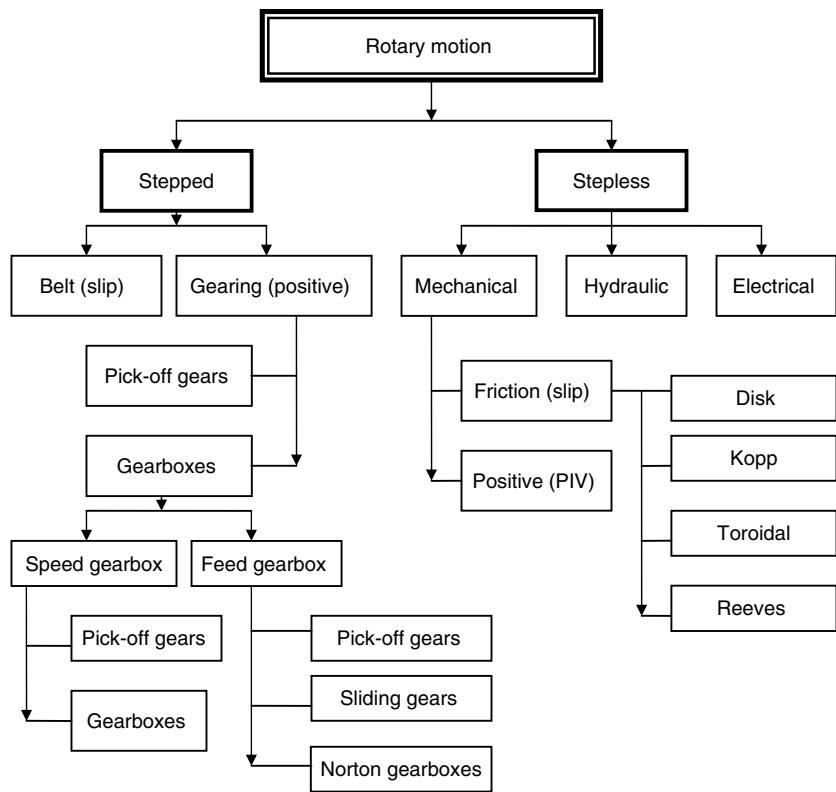 Rotary motion
Stepped
Stepless
Belt (slip)
Gearing (positive)
Mechanical
Hydraulic
Electrical
Pick-off gears
Friction (slip)
Disk
Gearboxes
Positive (PIV)
Kopp
Speed gearbox
Feed gearbox
Toroidal
Pick-off gears
Pick-off gears
Reeves
Gearboxes
Sliding gears
Norton gearboxes